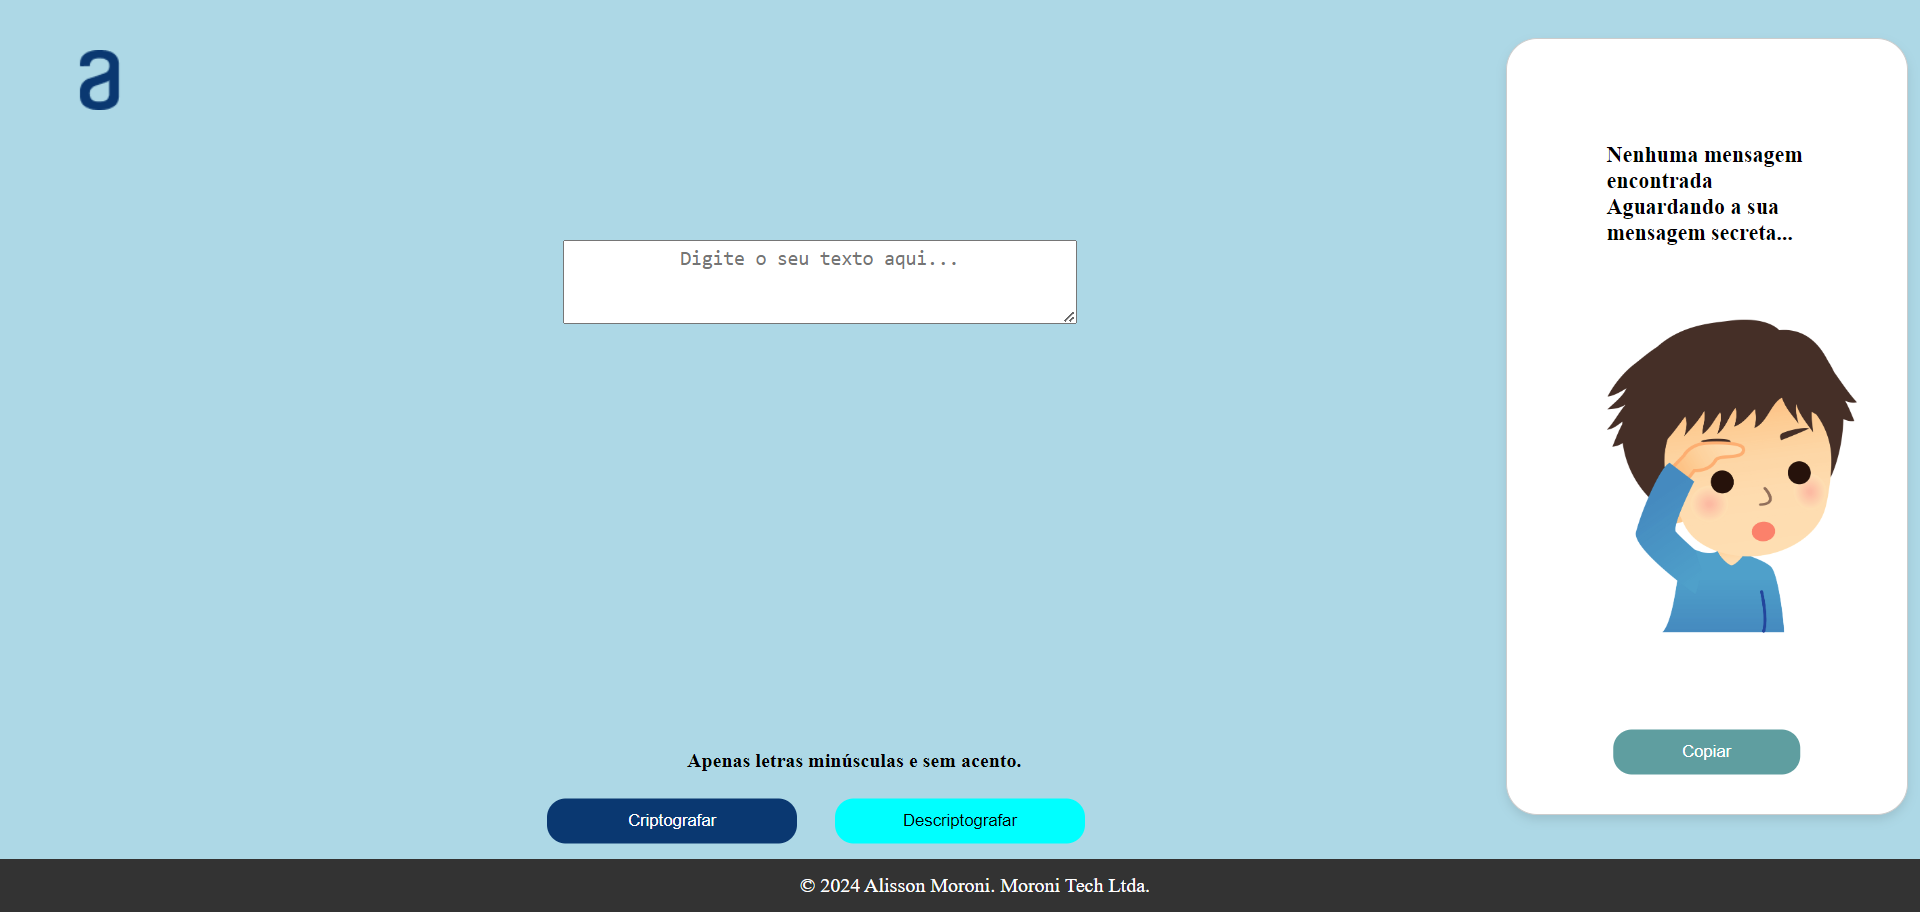 a
Digite o seu texto aqui...
Apenas letras minúsculas e sem acento.
Criptografar
Descriptografar
Nenhuma mensagem
encontrada
Aguardando a sua
mensagem secreta...
Copiar
© 2024 Alisson Moroni. Moroni Tech Ltda.